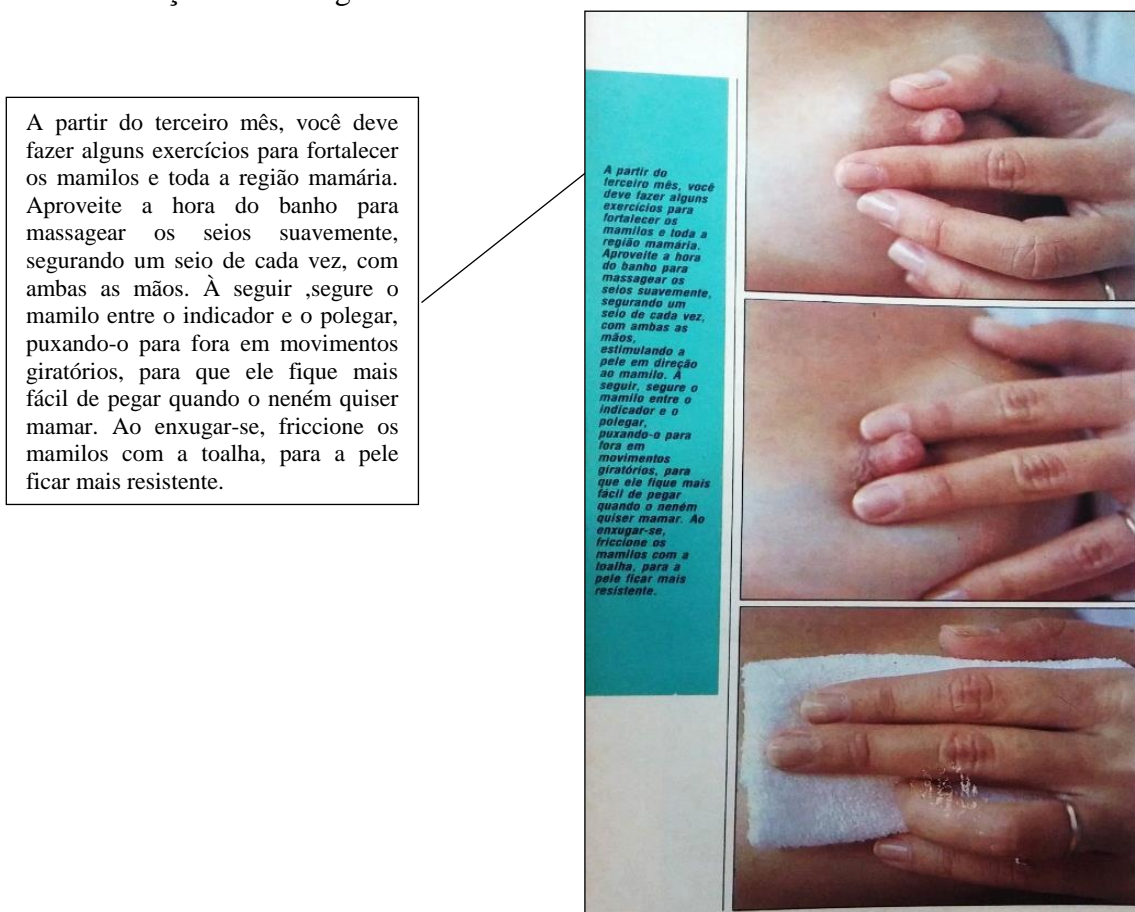 A partir do terceiro mês, você deve
fazer alguns exercícios para fortalecer
os mamilos e toda a região mamária.
Aproveite a hora do banho para
massagear os seios suavemente,
segurando um seio de cada vez, com
ambas as mãos. À seguir ,segure o
mamilo entre o indicador e o polegar,
puxando-o para fora em movimentos
giratórios, para que ele fique mais
fácil de pegar quando o neném quiser
mamar. Ao enxugar-se, friccione os
mamilos com a toalha, para a pele
ficar mais resistente.
A partir do
terceiro mês, você
deve fazer alguns
exercícios para
fortalecer os
mamilos e toda a
região mamária.
Aproveite a hora
do banho para
massagear os
seios suavemente,
segurando um
seio de cada vez,
com ambas as
mãos,
estimulando a
pele em direção
ao mamilo. À
seguir, segure o
mamilo entre o
indicador e o
polegar,
puxando-o para
fora em
movimentos
giratórios, para
que ele fique mais
fácil de pegar
quando o neném
quiser mamar. Ao
enxugar-se,
friccione os
mamilos com a
toalha, para a
pele ficar mais
resistente.